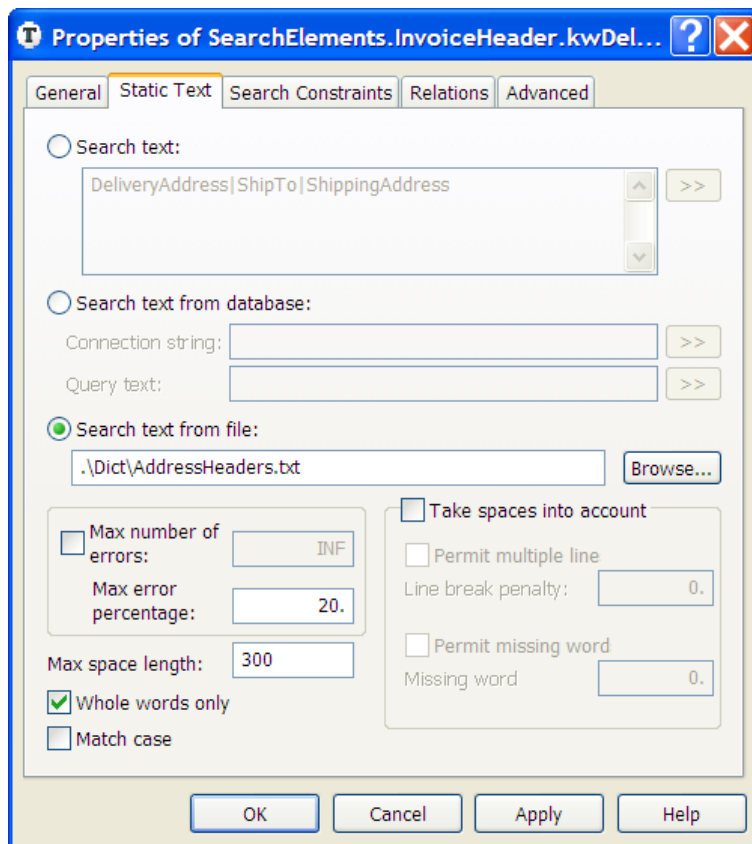 Properties of SearchElements.InvoiceHeader.kwDel...
General Static Text Search Constraints Relations Advanced
Search text:
DeliveryAddress|ShipTo|ShippingAddress
>>
Search text from database:
Connection string: >>
Query text: >>
Search text from file:
.\Dict\AddressHeaders.txt Browse...
Max number of
errors: INF
Max error
percentage: 20.
Max space length: 300
Whole words only
Match case
Take spaces into account
Permit multiple line
Line break penalty: 0.
Permit missing word
Missing word 0.
OK Cancel Apply Help